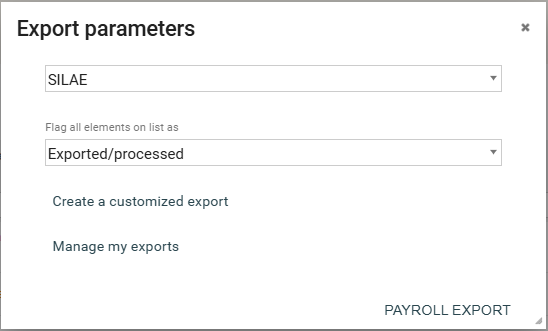 Export parameters
SILAE
Flag all elements on list as
Exported/processed
Create a customized export
Manage my exports
PAYROLL EXPORT